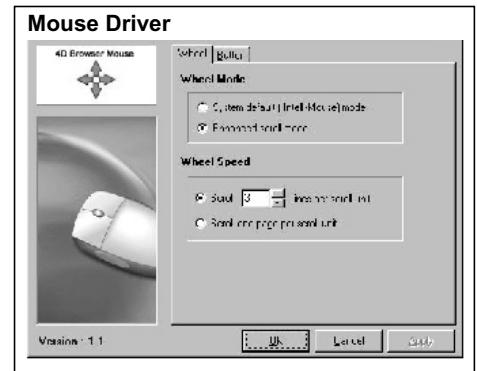 Mouse Driver
4D Browser Mouse
Wheel Button
Wheel Mode
System default (Intelli-Mouse) mode
Enhanced scroll mode
Wheel Speed
Scroll 3 lines per scroll unit
Scroll one page per scroll unit
Version : 1.1
OK Cancel Apply